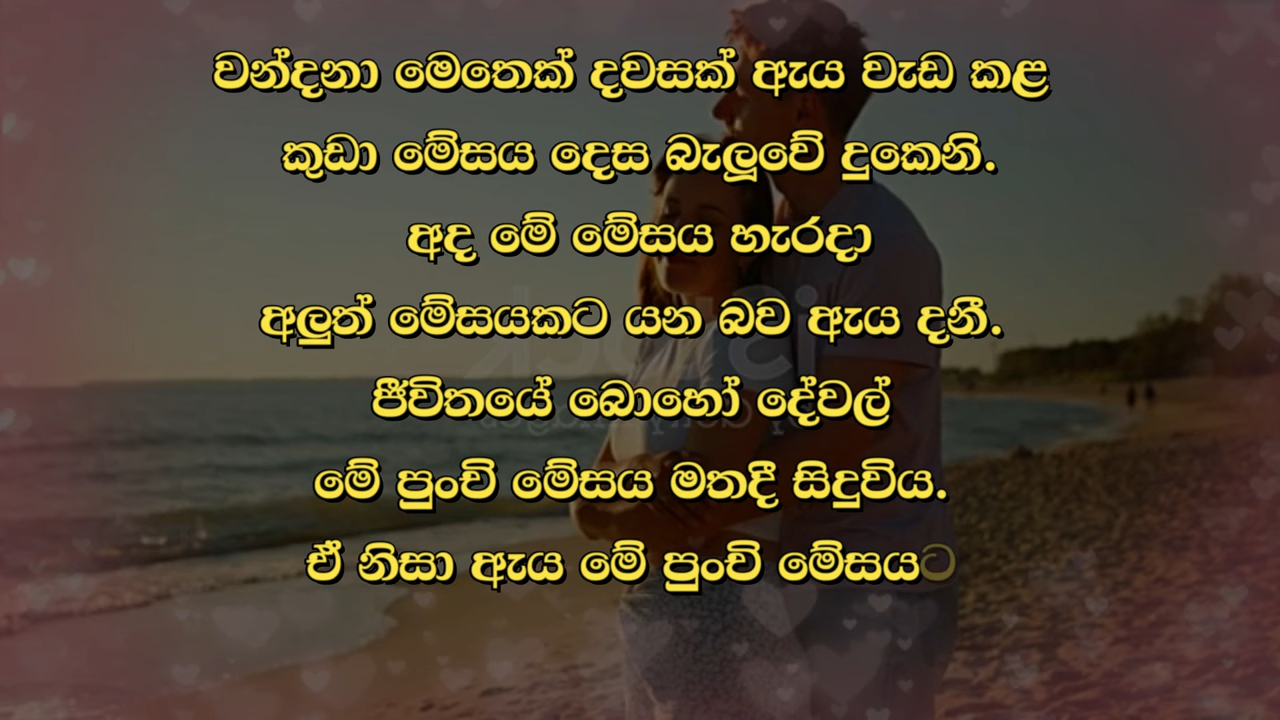 වන්දනා මෙතෙක් දවසක් ඇය වැඩ කළ
කුඩා මේසය දෙස බැලූවේ දුකෙනි.
අද මේ මේසය හැරදා
අලුත් මේසයකට යන බව ඇය දනී.
ජීවිතයේ බොහෝ දේවල්
මේ පුංචි මේසය මතදී සිදුවිය.
ඒ නිසා ඇය මේ පුංචි මේසයට